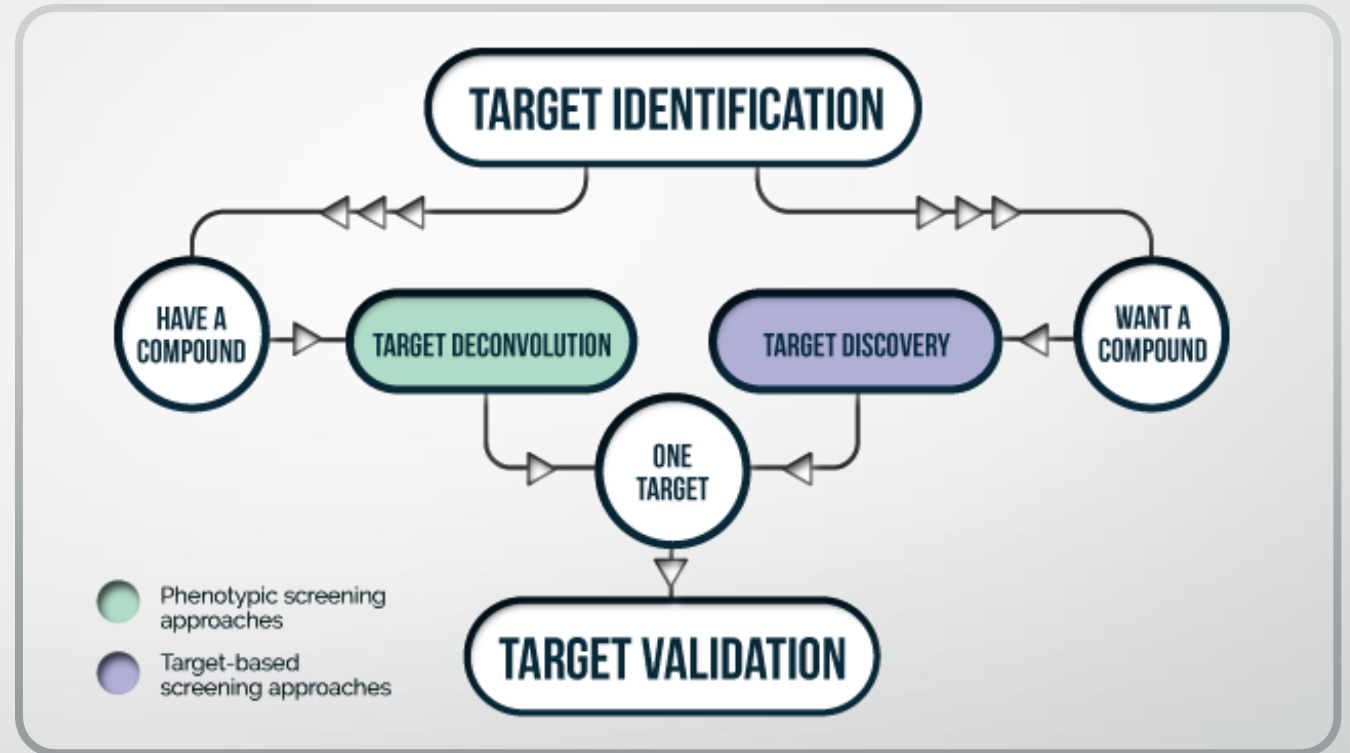 TARGET IDENTIFICATION
HAVE A
COMPOUND
TARGET DECONVOLUTION
TARGET DISCOVERY
WANT A
COMPOUND
ONE
TARGET
Phenotypic screening
approaches
Target-based
screening approaches
TARGET VALIDATION